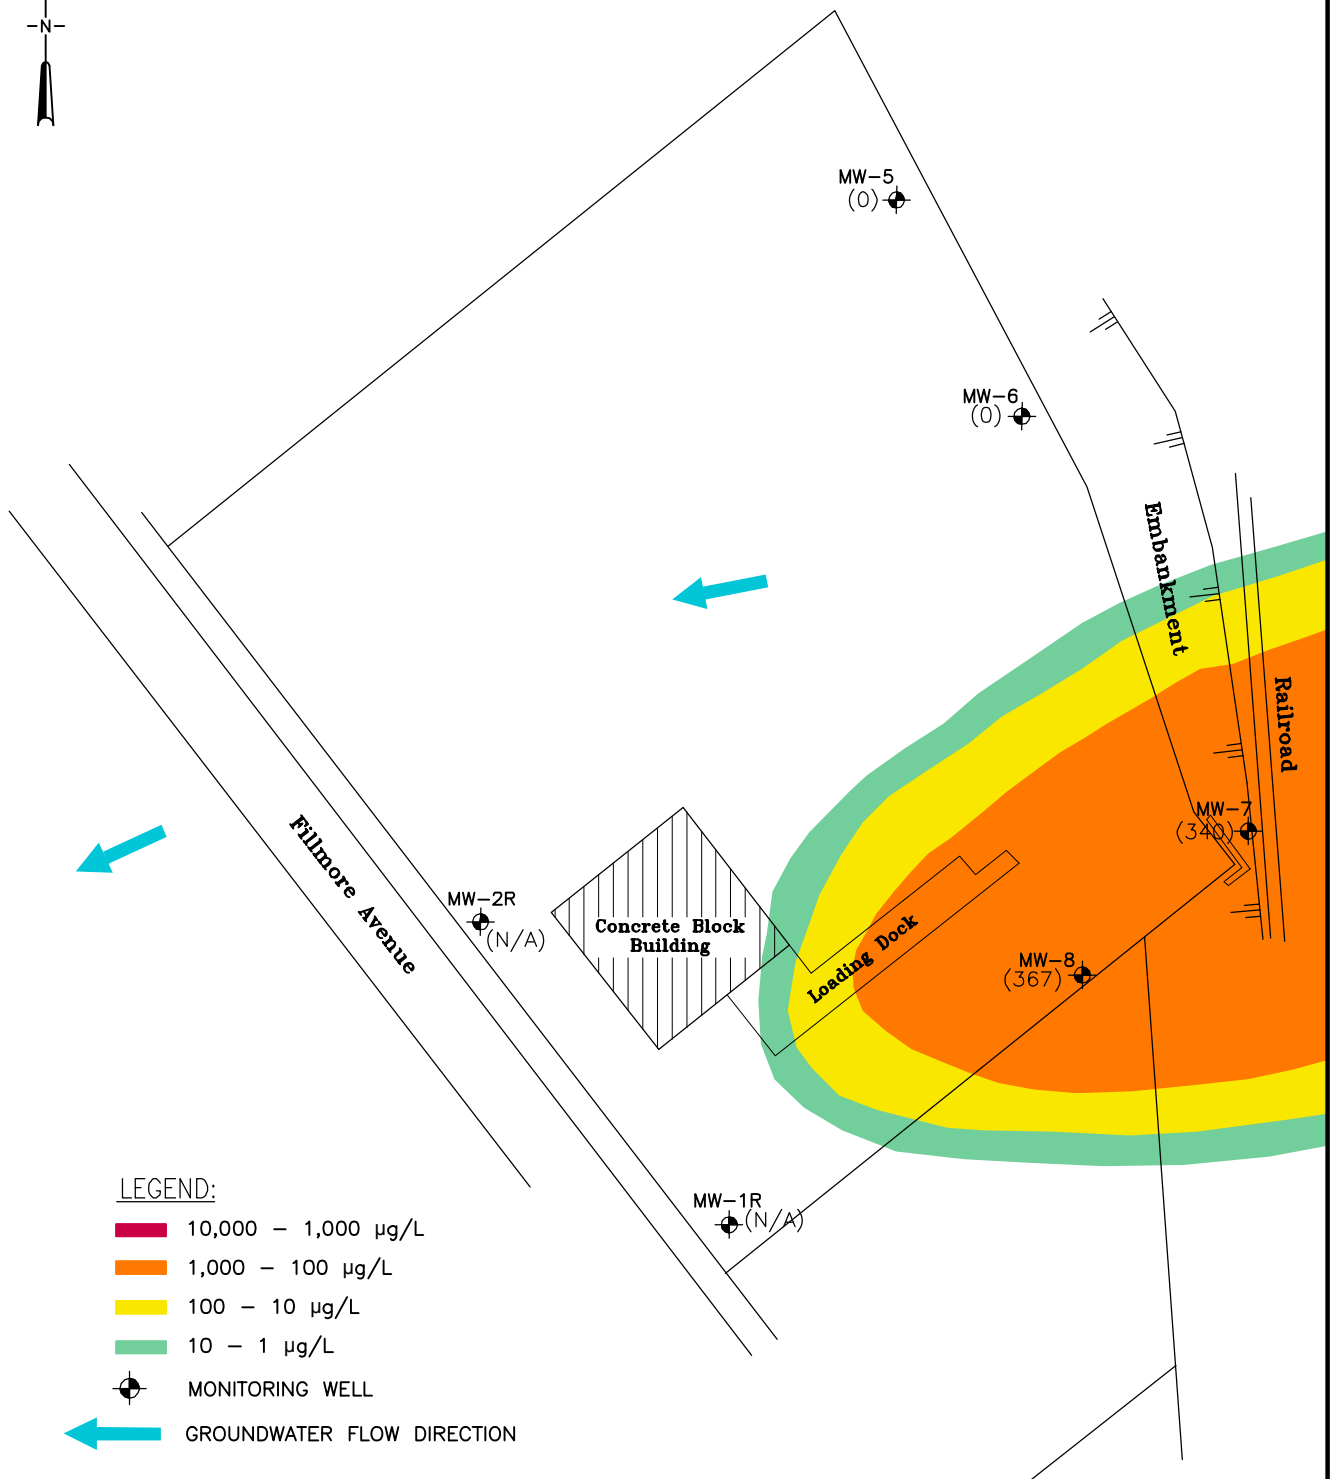 N
MW-5
(0)
MW-6
(0)
Embankment
Railroad
MW-7
(340)
Fillmore Avenue
MW-2R
(N/A)
Concrete Block
Building
Loading Dock
MW-8
(367)
MW-1R
(N/A)
LEGEND:
10,000 - 1,000 µg/L
1,000 - 100 µg/L
100 - 10 µg/L
10 - 1 µg/L
MONITORING WELL
GROUNDWATER FLOW DIRECTION